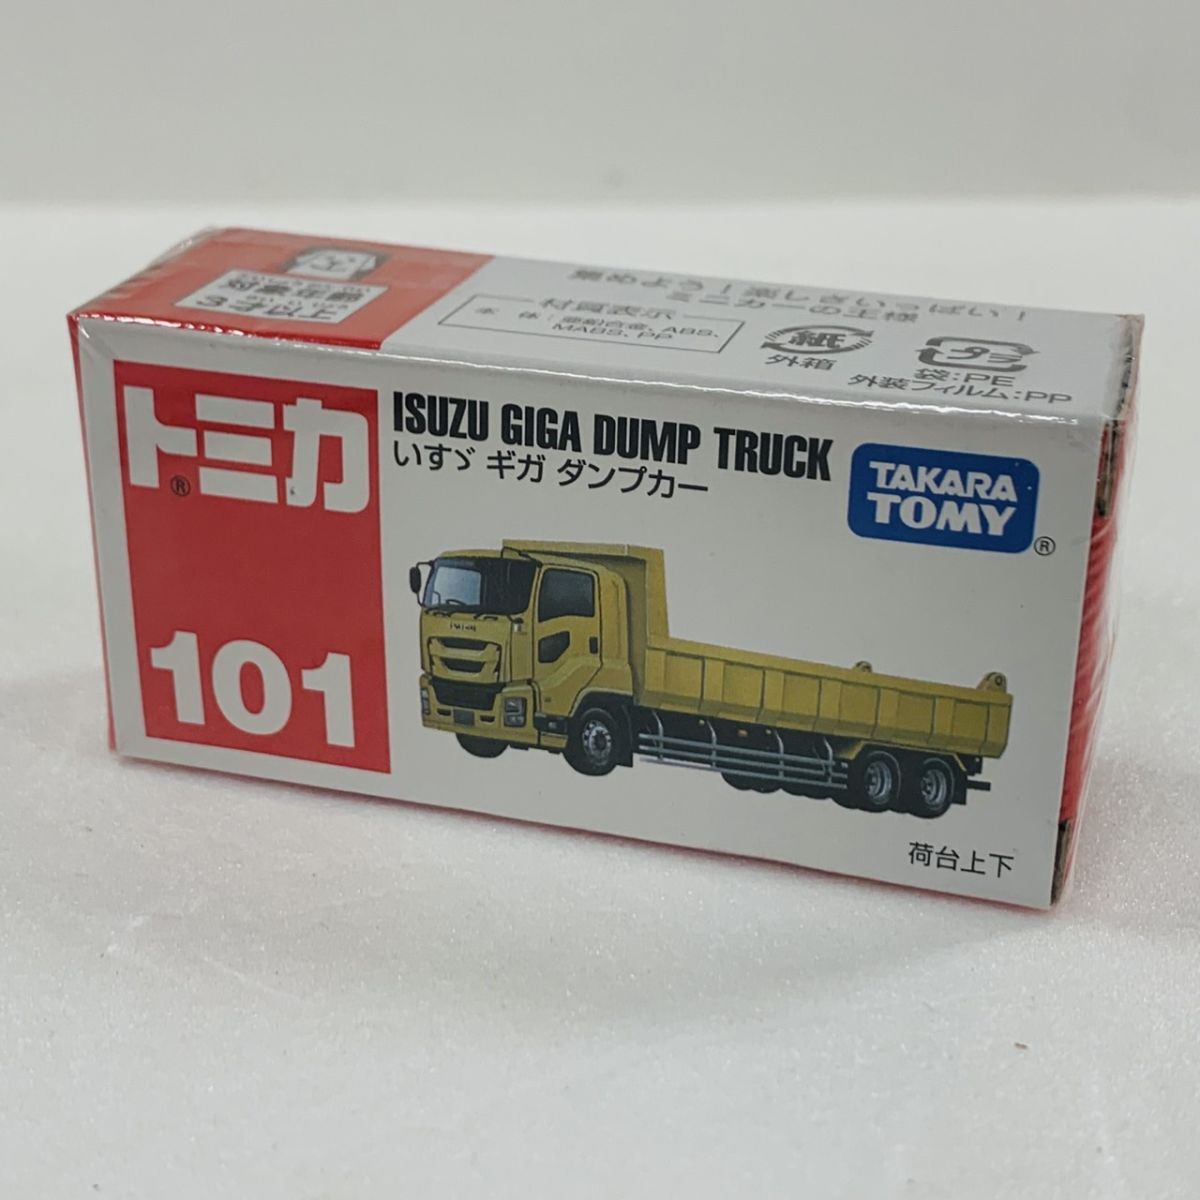 対象年齢
3才以上
集めよう！楽しさいっぱい！
ミニカーの王様
材質表示
本 体：亜鉛合金、ABS、
MABS、PP
紙
外箱
プラ
袋：PE
外装フィルム：PP
トミカ®
101
ISUZU GIGA DUMP TRUCK
いすゞ ギガ ダンプカー
TAKARA
TOMY®
ISUZU
荷台上下